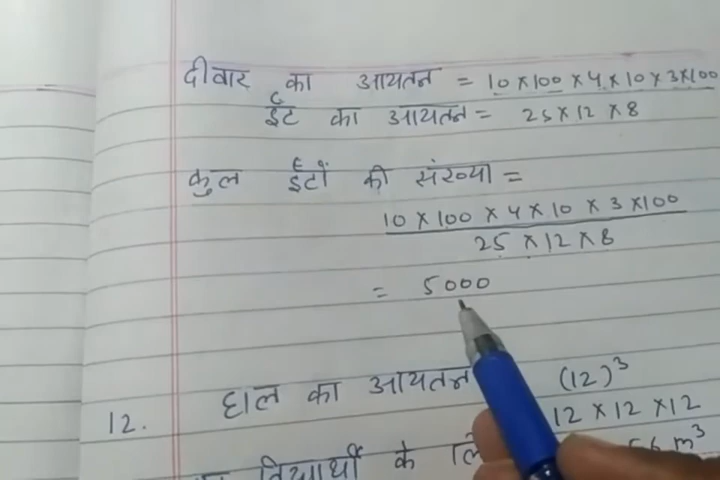 दीवार का आयतन = 10 × 100 × 4 × 10 × 3 × 100
ईंट का आयतन = 25 × 12 × 8
कुल ईंटों की संख्या =
10 × 100 × 4 × 10 × 3 × 100
25 × 12 × 8
= 5000
12. हाल का आयतन (12)³
12 × 12 × 12
विद्यार्थी के m³